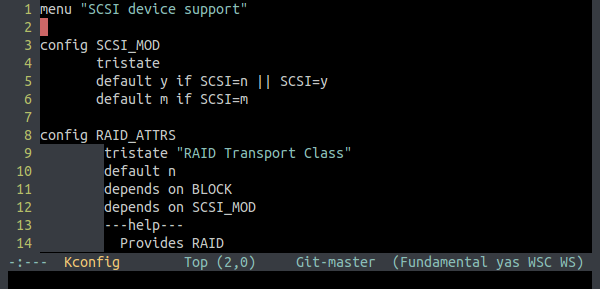 1 menu "SCSI device support"
2
3 config SCSI_MOD
4 tristate
5 default y if SCSI=n || SCSI=y
6 default m if SCSI=m
7
8 config RAID_ATTRS
9 tristate "RAID Transport Class"
10 default n
11 depends on BLOCK
12 depends on SCSI_MOD
13 ---help---
14 Provides RAID
-:--- Kconfig Top (2,0) Git-master (Fundamental yas WSC WS)